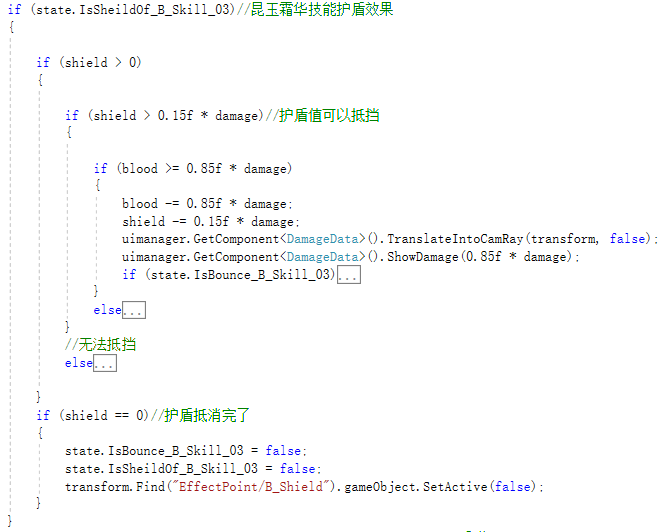 if (state.IsSheildOf_B_Skill_03)//昆玉霜华技能护盾效果
{
if (shield > 0)
{
if (shield > 0.15f * damage)//护盾值可以抵挡
{
if (blood >= 0.85f * damage)
{
blood -= 0.85f * damage;
shield -= 0.15f * damage;
uimanager.GetComponent<DamageData>().TranslateIntoCamRay(transform, false);
uimanager.GetComponent<DamageData>().ShowDamage(0.85f * damage);
if (state.IsBounce_B_Skill_03)...
}
else...
}
//无法抵挡
else...
}
if (shield == 0)//护盾抵消完了
{
state.IsBounce_B_Skill_03 = false;
state.IsSheildOf_B_Skill_03 = false;
transform.Find("EffectPoint/B_Shield").gameObject.SetActive(false);
}
}